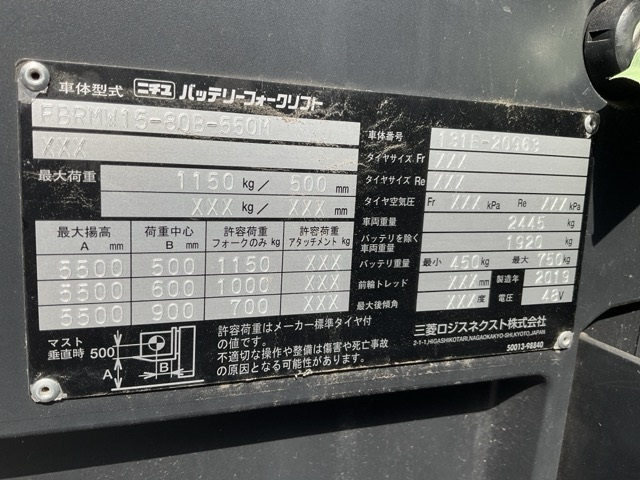 車体型式 ニチユ バッテリーフォークリフト
FBRMW15-80B-550M
XXX
最大荷重 1150 kg/ 500 mm
XXX kg/ XXX mm
最大揚高 A mm 荷重中心 B mm 許容荷重 フォークのみ kg 許容荷重 アタッチメント kg
5500 500 1150 XXX
5500 600 1000 XXX
5500 900 700 XXX
マスト垂直時 500
A
B
許容荷重はメーカー標準タイヤ付
の値です。
不適切な操作や整備は傷害や死亡事故
の原因となる可能性があります。
車体番号 131F-20963
タイヤサイズ Fr ///
タイヤサイズ Re ///
タイヤ空気圧 Fr /// kPa Re /// kPa
車両重量 2445 kg
バッテリを除く車両重量 1920 kg
バッテリ重量 最小 450 kg 最大 750 kg
前輪トレッド /// mm 製造年 2019
最大後傾角 /// 度 電圧 48V
三菱ロジスネクスト株式会社
2-1-1,HIGASHIKOTARI,NAGAOKAKYO-SHI,KYOTO,JAPAN
50013-98840